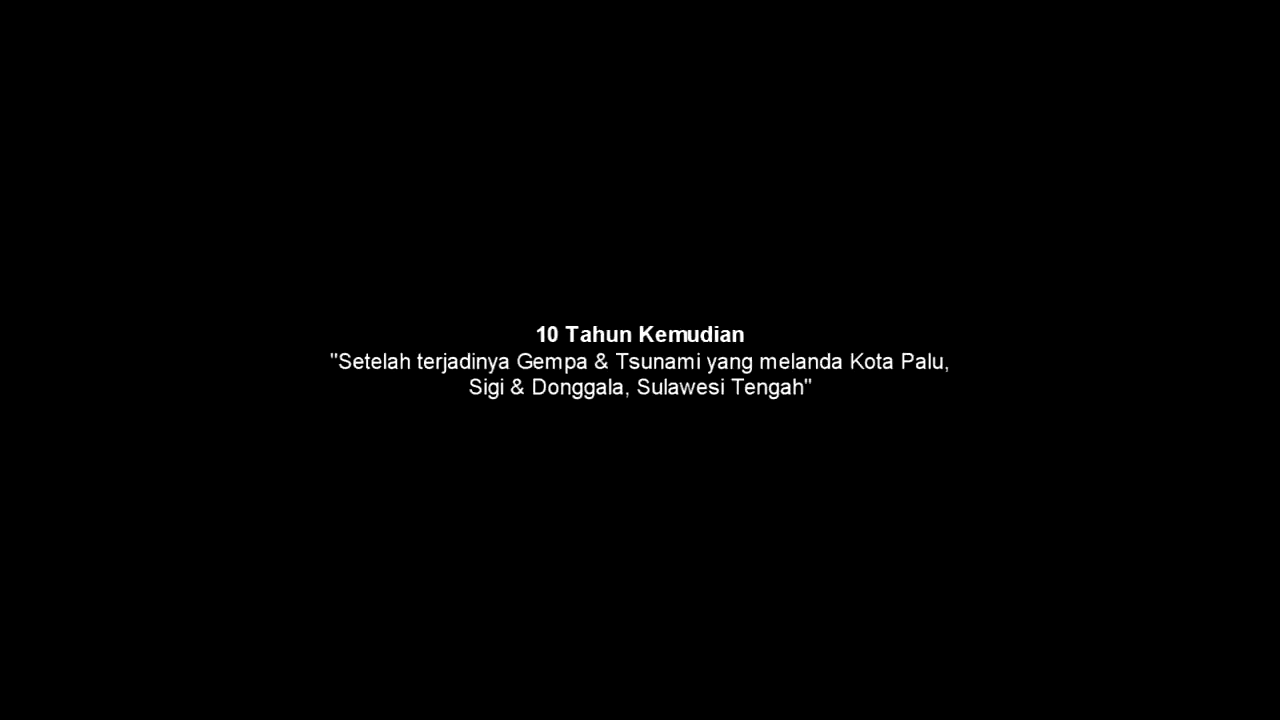 10 Tahun Kemudian
"Setelah terjadinya Gempa & Tsunami yang melanda Kota Palu,
Sigi & Donggala, Sulawesi Tengah"